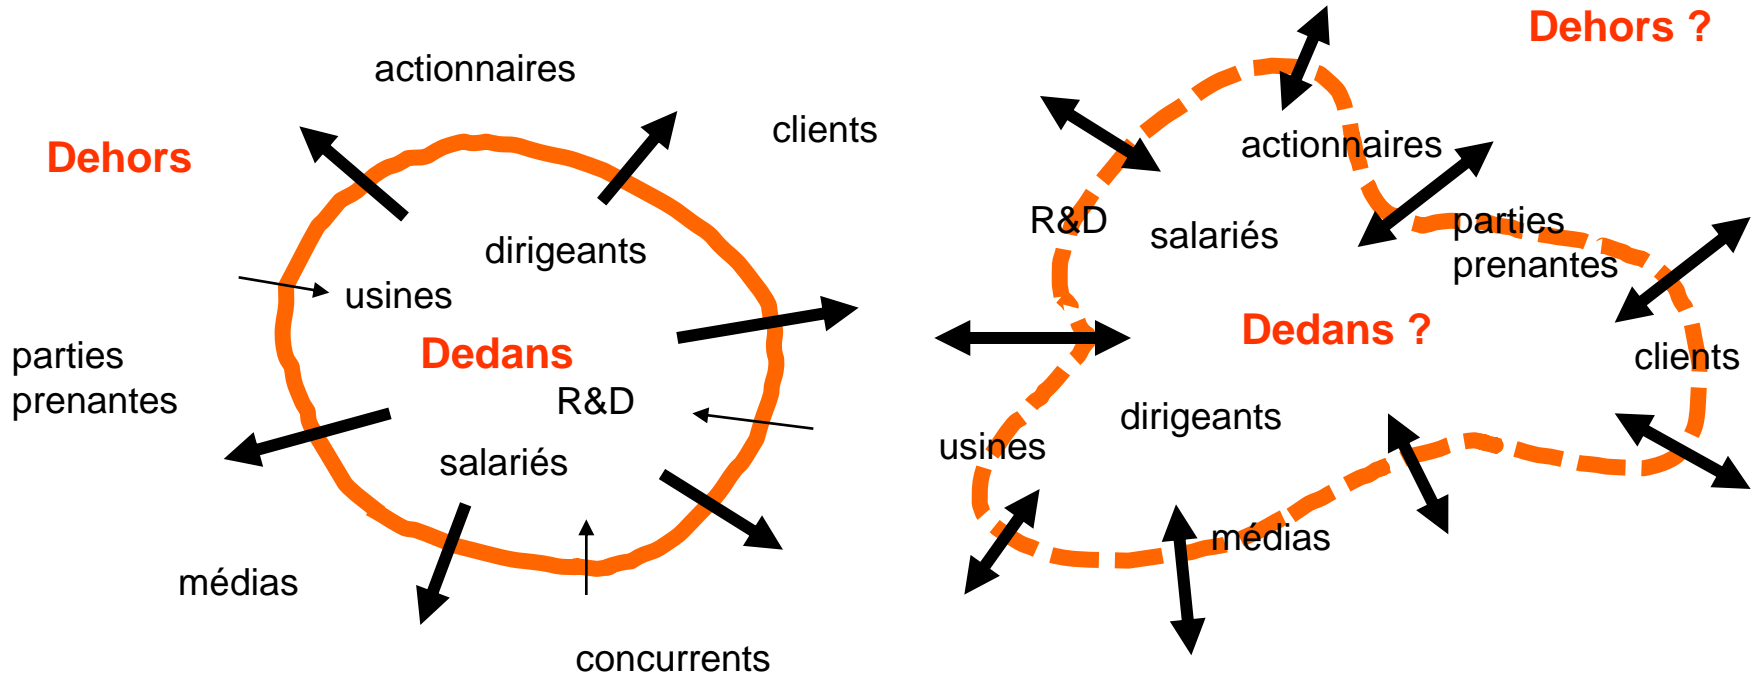 actionnaires
clients
Dehors
dirigeants
usines
Dedans
parties
prenantes
R&D
salariés
médias
concurrents
Dehors ?
actionnaires
R&D
salariés
parties
prenantes
Dedans ?
clients
dirigeants
usines
médias